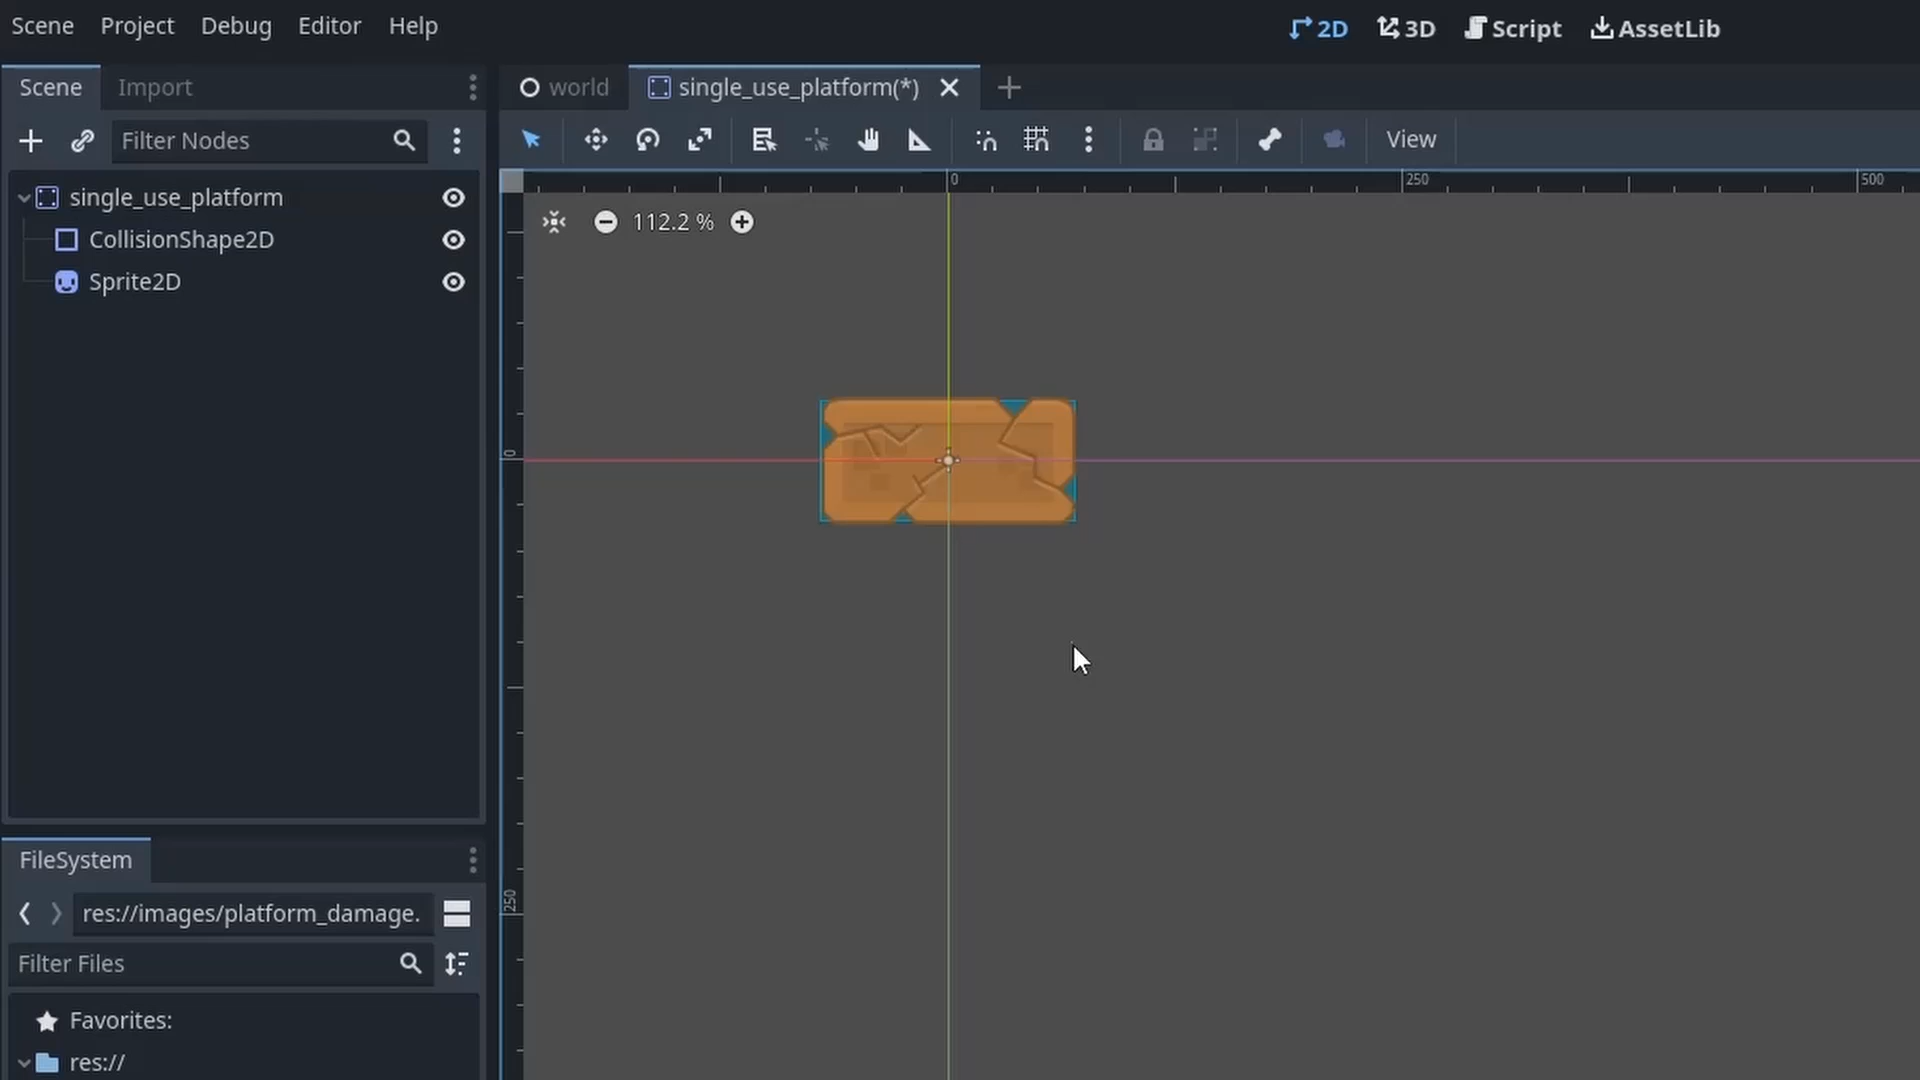 Scene Project Debug Editor Help 2D 3D Script AssetLib
Scene Import world single_use_platform(*)
Filter Nodes View
0 250 500
single_use_platform
112.2 %
CollisionShape2D
Sprite2D
0
FileSystem
250
res://images/platform_damage.
Filter Files
Favorites:
res://